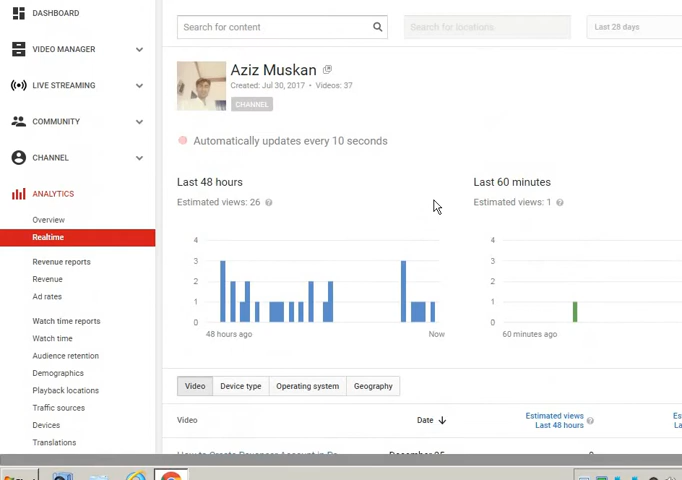 DASHBOARD
VIDEO MANAGER
LIVE STREAMING
COMMUNITY
CHANNEL
ANALYTICS
Overview
Realtime
Revenue reports
Revenue
Ad rates
Watch time reports
Watch time
Audience retention
Demographics
Playback locations
Traffic sources
Devices
Translations
Search for content
Search for locations
Last 28 days
Aziz Muskan
Created: Jul 30, 2017 • Videos: 37
CHANNEL
Automatically updates every 10 seconds
Last 48 hours
Estimated views: 26 ?
4
3
2
1
0
48 hours ago Now
Last 60 minutes
Estimated views: 1 ?
4
3
2
1
0
60 minutes ago
Video Device type Operating system Geography
Video Date Estimated views
Last 48 hours ?
Es
La